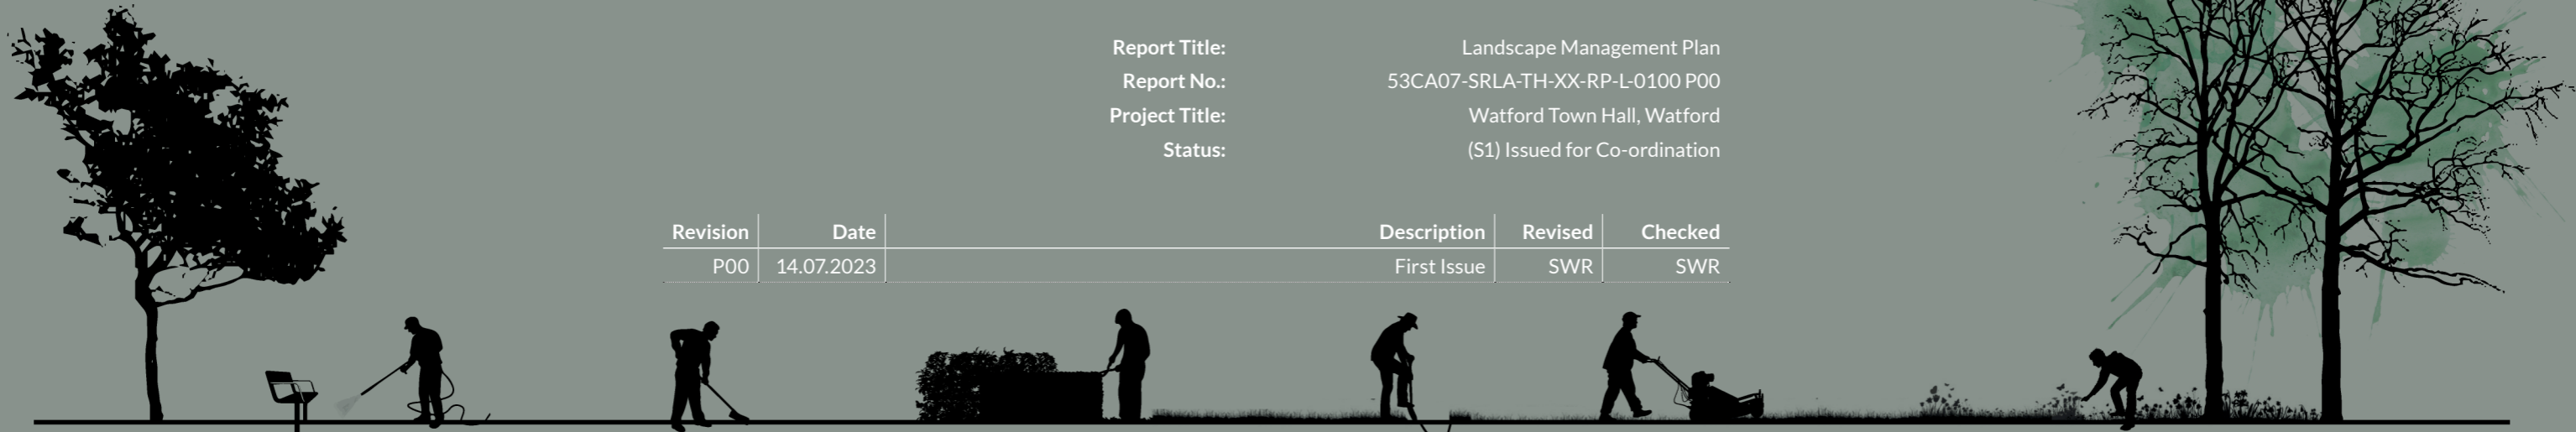 Report Title: Landscape Management Plan
Report No.: 53CA07-SRLA-TH-XX-RP-L-0100 P00
Project Title: Watford Town Hall, Watford
Status: (S1) Issued for Co-ordination
Revision Date Description Revised Checked
P00 14.07.2023 First Issue SWR SWR